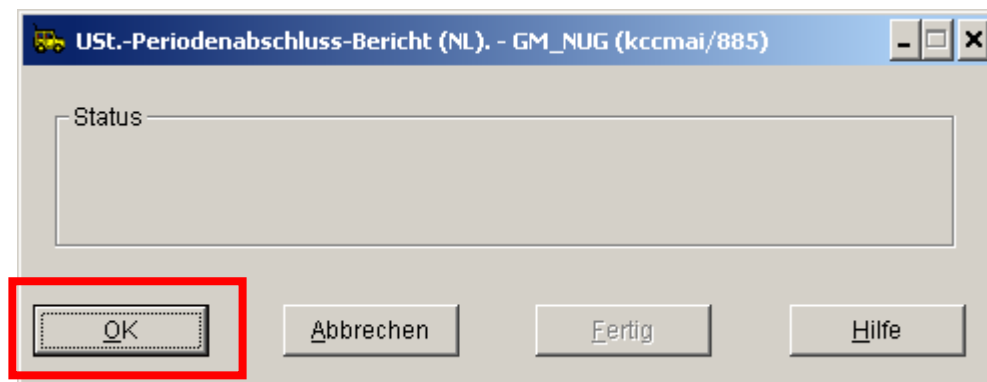 USt.-Periodenabschluss-Bericht (NL). - GM_NUG (kccmai/885)
Status
OK Abbrechen Fertig Hilfe